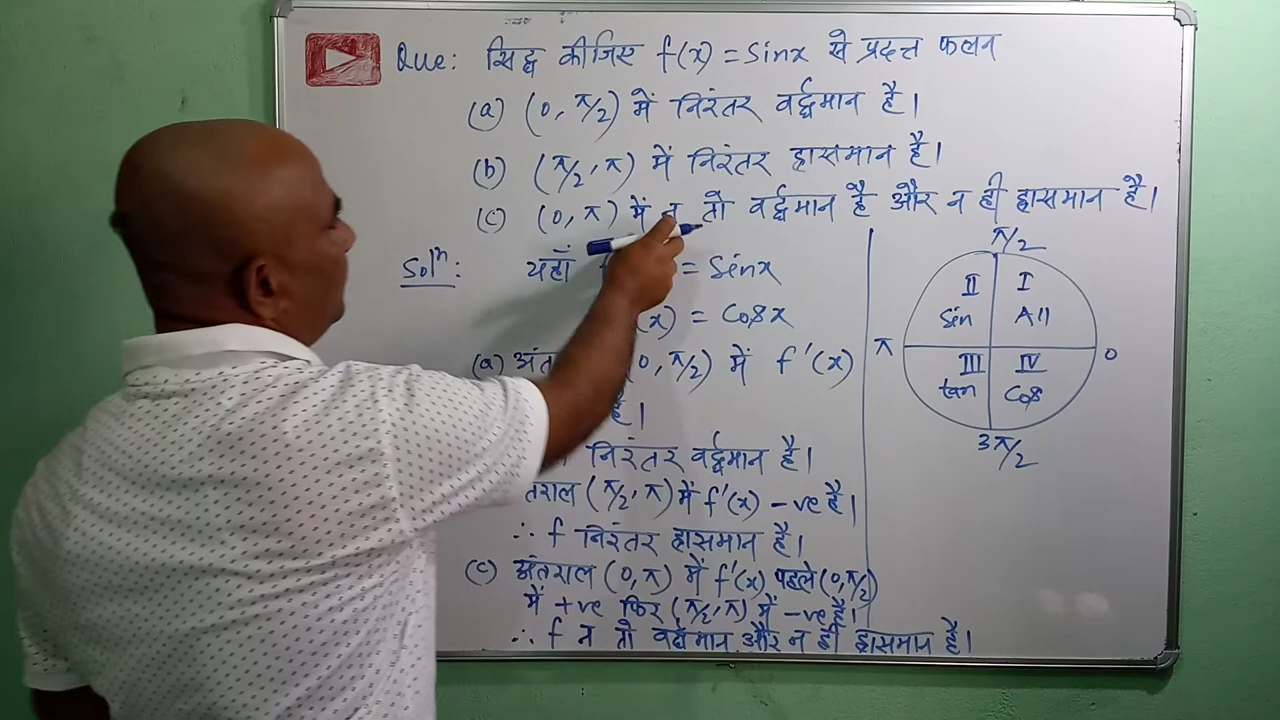 Que: सिद्ध कीजिए f(x) = Sinx से प्रदत्त फलन
(a) (0, π/2) में निरंतर वर्द्धमान है।
(b) (π/2, π) में निरंतर ह्रासमान है।
(c) (0, π) में न तो वर्द्धमान है और न ही ह्रासमान है।
Solⁿ: यहाँ = Sinx
(x) = Cosx
(a) (0, π/2) में f'(x)
है।
निरंतर वर्द्धमान है।
(π/2, π) में f'(x) -ve है।
∴ f निरंतर ह्रासमान है।
(c) अंतराल (0, π) में f'(x) पहले (0, π/2)
में +ve फिर (π/2, π) में -ve है।
∴ f न तो वर्द्धमान और न ही ह्रासमान है।
π/2
II I
Sin All
π 0
III IV
tan Cos
3π/2